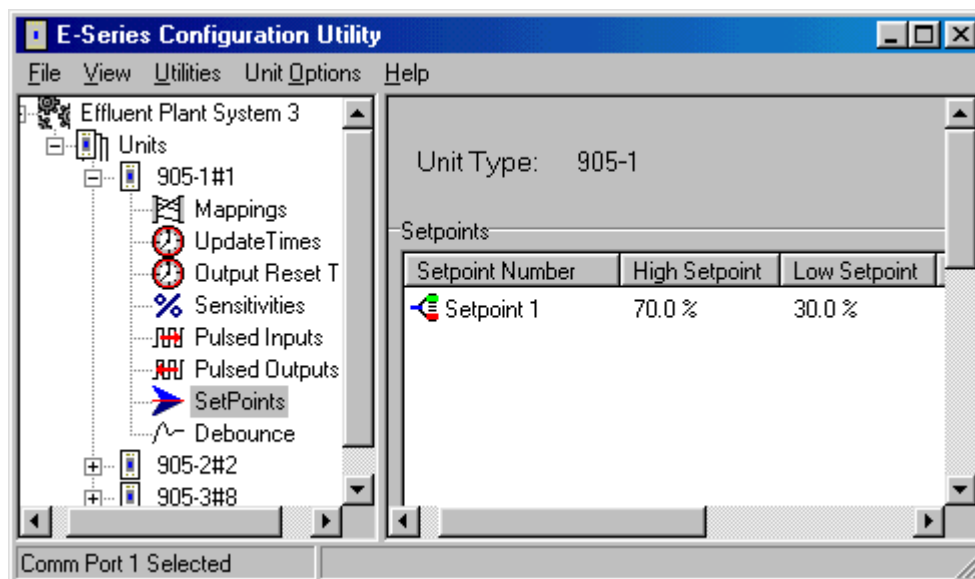 E-Series Configuration Utility
File View Utilities Unit Options Help
Effluent Plant System 3
Units
905-1#1
Mappings
UpdateTimes
Output Reset T
Sensitivities
Pulsed Inputs
Pulsed Outputs
SetPoints
Debounce
905-2#2
905-3#8
Unit Type: 905-1
Setpoints
Setpoint Number High Setpoint Low Setpoint
Setpoint 1 70.0 % 30.0 %
Comm Port 1 Selected